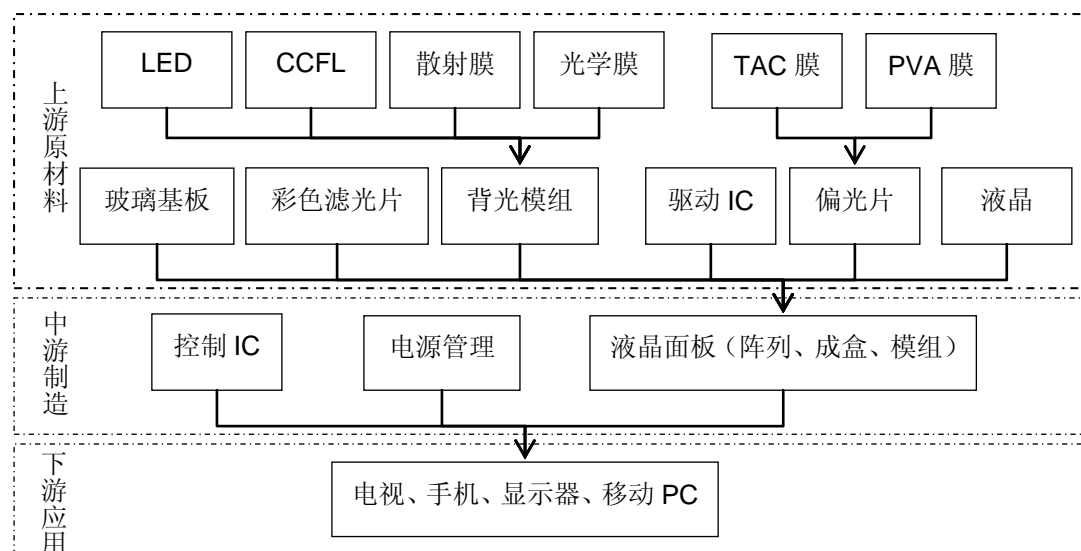 上游原材料
LED
CCFL
散射膜
光学膜
TAC 膜
PVA 膜
玻璃基板
彩色滤光片
背光模组
驱动 IC
偏光片
液晶
中游制造
控制 IC
电源管理
液晶面板（阵列、成盒、模组）
下游应用
电视、手机、显示器、移动 PC